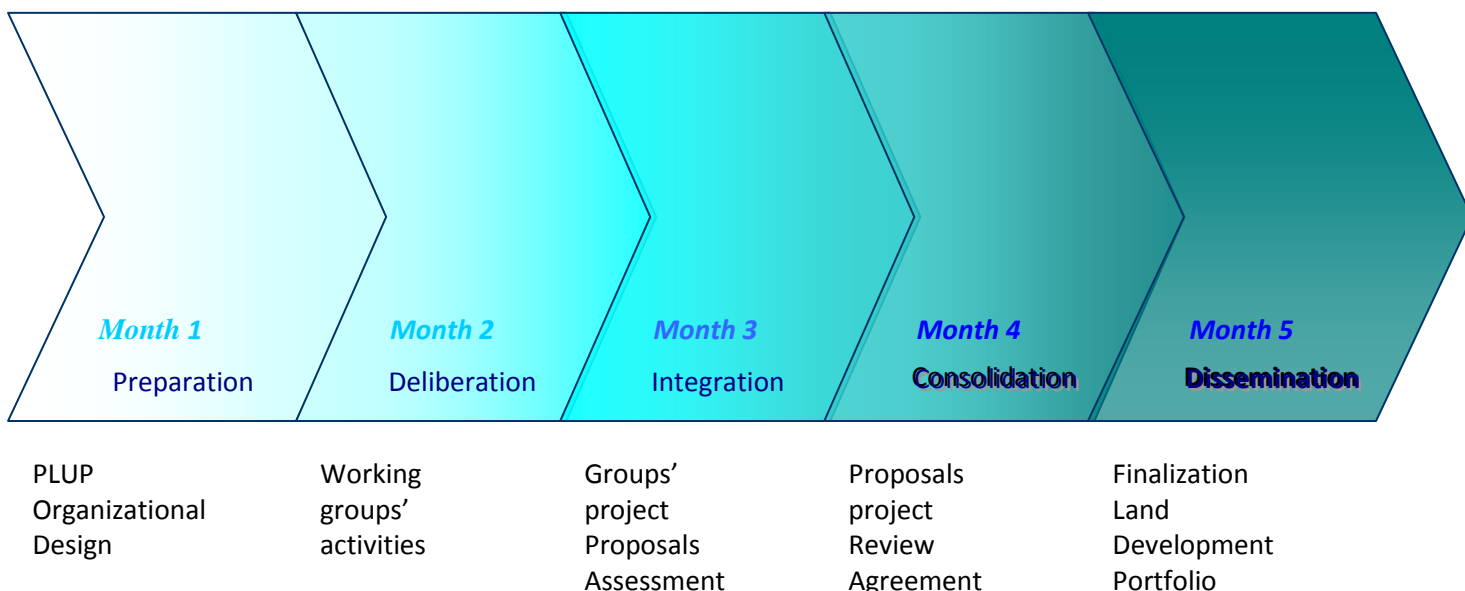 Month 1
Preparation
Month 2
Deliberation
Month 3
Integration
Month 4
Consolidation
Month 5
Dissemination
PLUP
Organizational
Design
Working
groups’
activities
Groups’
project
Proposals
Assessment
Proposals
project
Review
Agreement
Finalization
Land
Development
Portfolio